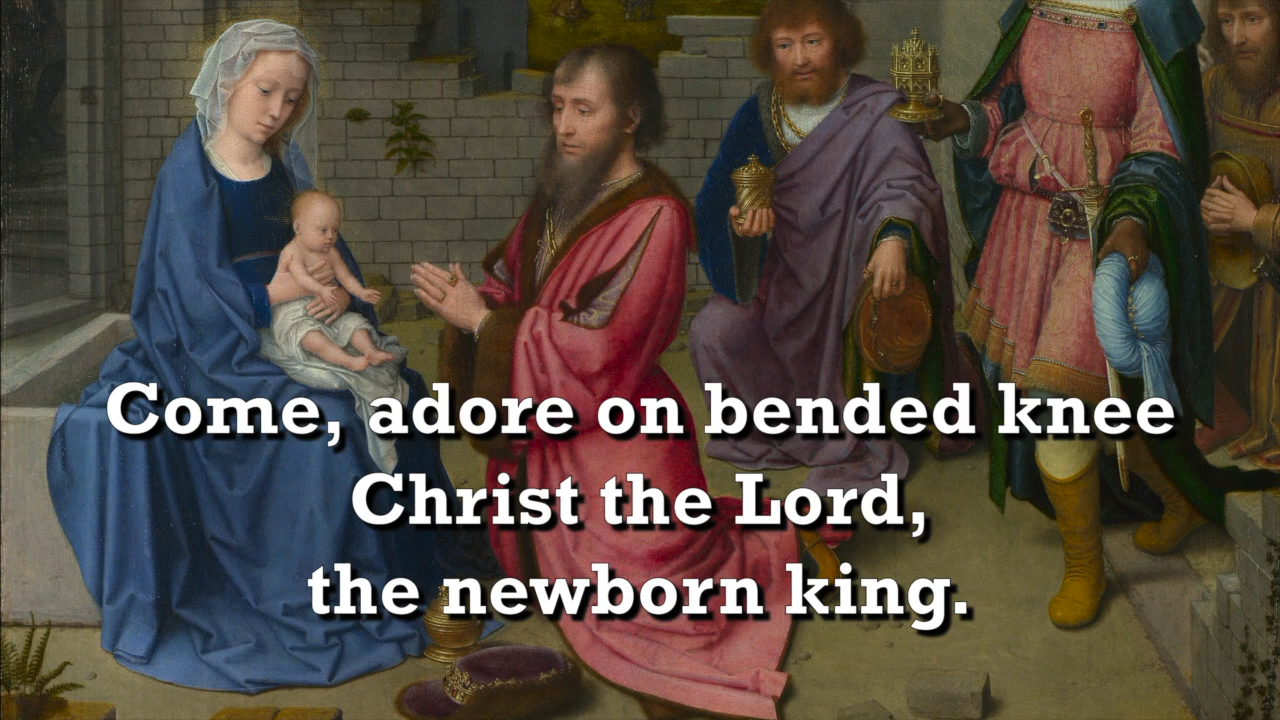 Come, adore on bended knee
Christ the Lord,
the newborn king.